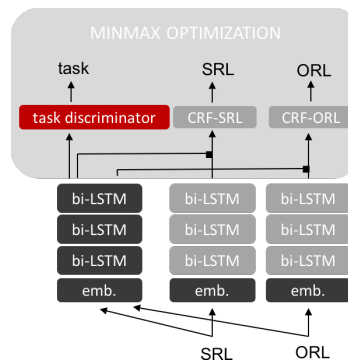 MINMAX OPTIMIZATION
task SRL ORL
task discriminator CRF-SRL CRF-ORL
bi-LSTM bi-LSTM bi-LSTM
bi-LSTM bi-LSTM bi-LSTM
bi-LSTM bi-LSTM bi-LSTM
emb. emb. emb.
SRL ORL